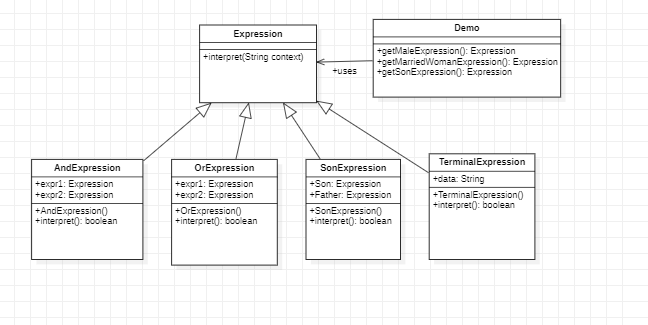 Expression
+interpret(String context)
Demo
+getMaleExpression(): Expression
+getMarriedWomanExpression(): Expression
+getSonExpression(): Expression
+uses
AndExpression
+expr1: Expression
+expr2: Expression
+AndExpression()
+interpret(): boolean
OrExpression
+expr1: Expression
+expr2: Expression
+OrExpression()
+interpret(): boolean
SonExpression
+Son: Expression
+Father: Expression
+SonExpression()
+interpret(): boolean
TerminalExpression
+data: String
+TerminalExpression()
+interpret(): boolean